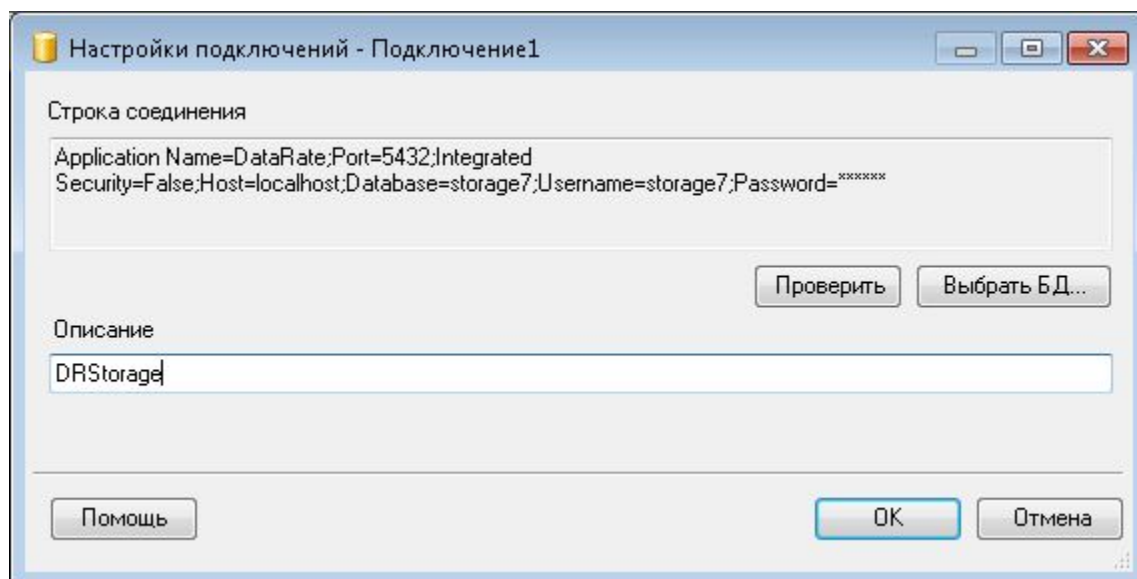 Настройки подключений - Подключение1
Строка соединения
Application Name=DataRate;Port=5432;Integrated
Security=False;Host=localhost;Database=storage7;Username=storage7;Password=******
Проверить
Выбрать БД...
Описание
DRStorage
Помощь
OK
Отмена